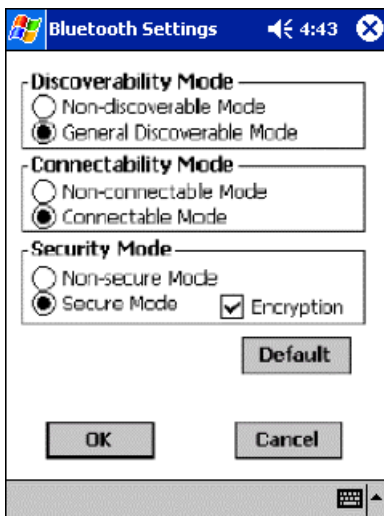 Bluetooth Settings 4:43
Discoverability Mode
Non-discoverable Mode
General Discoverable Mode
Connectability Mode
Non-connectable Mode
Connectable Mode
Security Mode
Non-secure Mode
Secure Mode Encryption
Default
OK Cancel